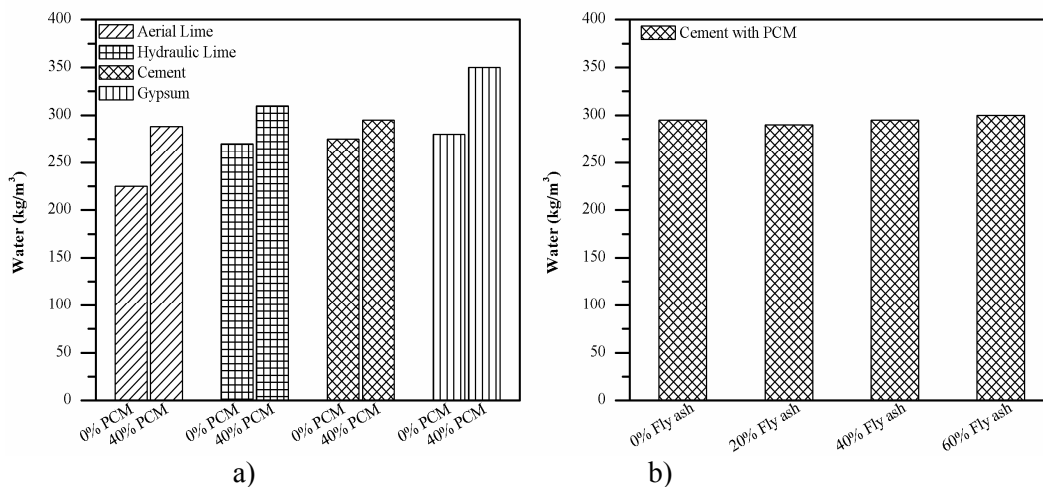 400
350
300
250
200
150
100
50
0
Water (kg/m³)
Aerial Lime
Hydraulic Lime
Cement
Gypsum
0% PCM
40% PCM
0% PCM
40% PCM
0% PCM
40% PCM
0% PCM
40% PCM
a)
400
350
300
250
200
150
100
50
0
Water (kg/m³)
Cement with PCM
0% Fly ash
20% Fly ash
40% Fly ash
60% Fly ash
b)